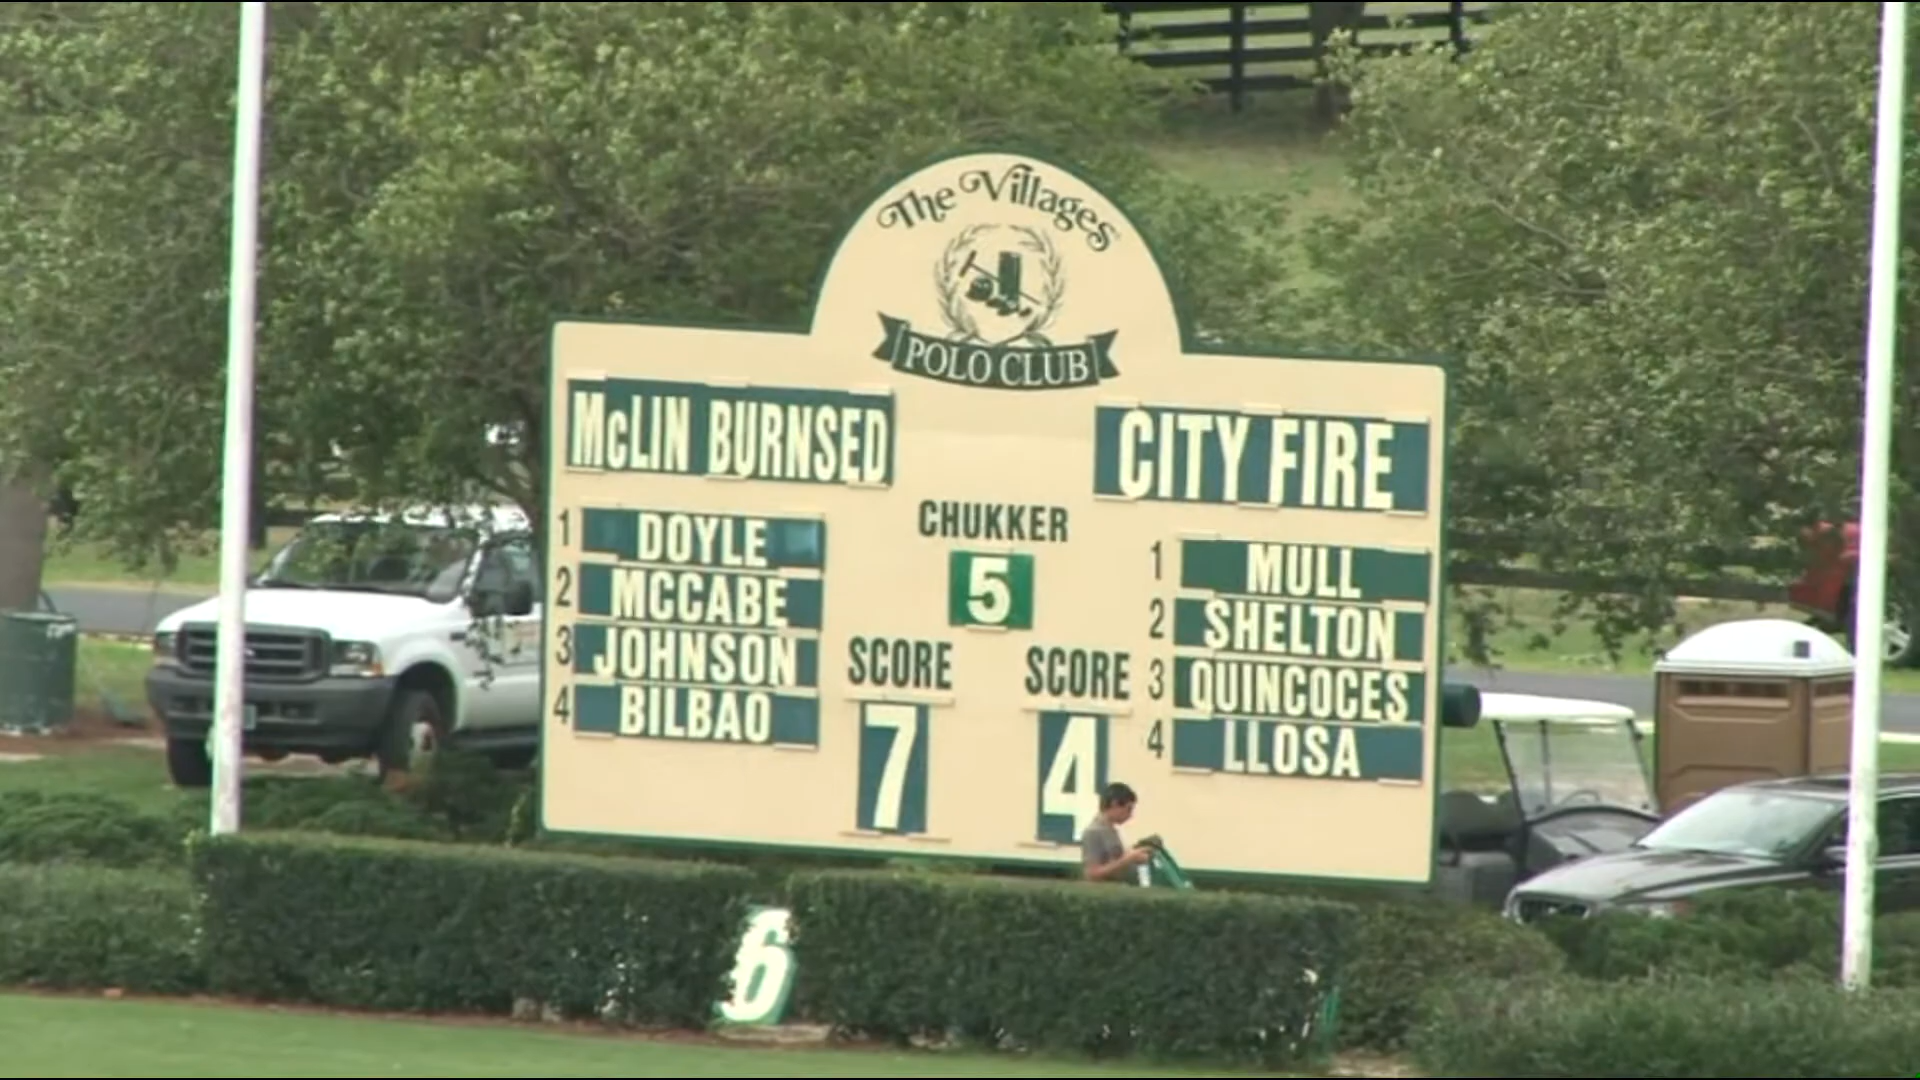 The Villages
POLO CLUB
McLIN BURNSED
CITY FIRE
CHUKKER
5
1 DOYLE
2 MCCABE
3 JOHNSON
4 BILBAO
SCORE
7
SCORE
4
1 MULL
2 SHELTON
3 QUINCOCES
4 LLOSA
6